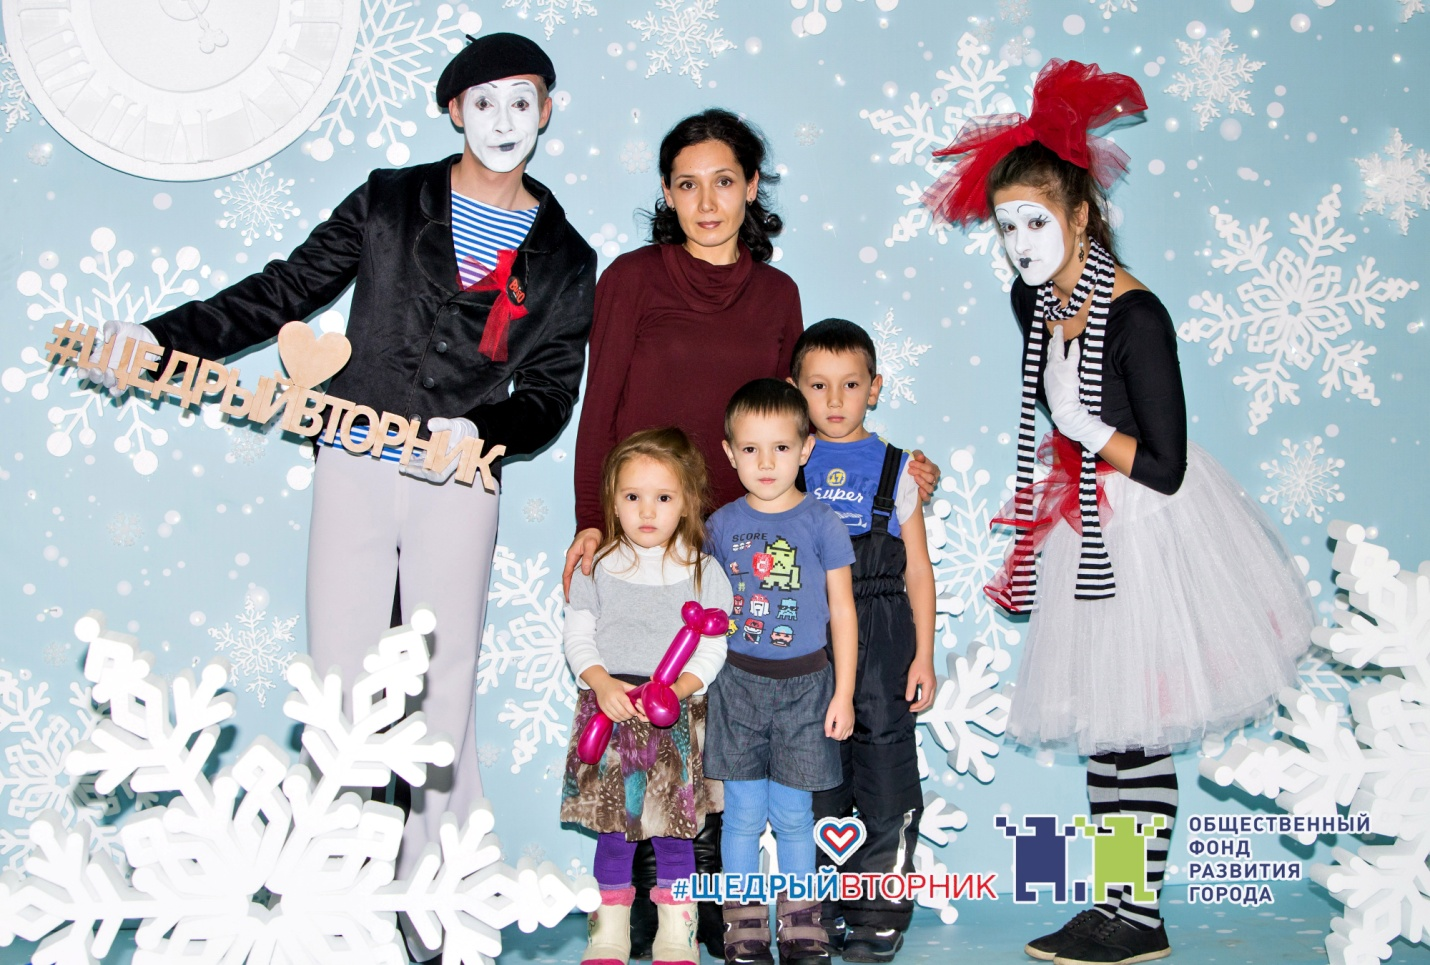 #ЩЕДРЫЙВТОРНИК
Super
SCORE
#ЩЕДРЫЙВТОРНИК
ОБЩЕСТВЕННЫЙ
ФОНД
РАЗВИТИЯ
ГОРОДА